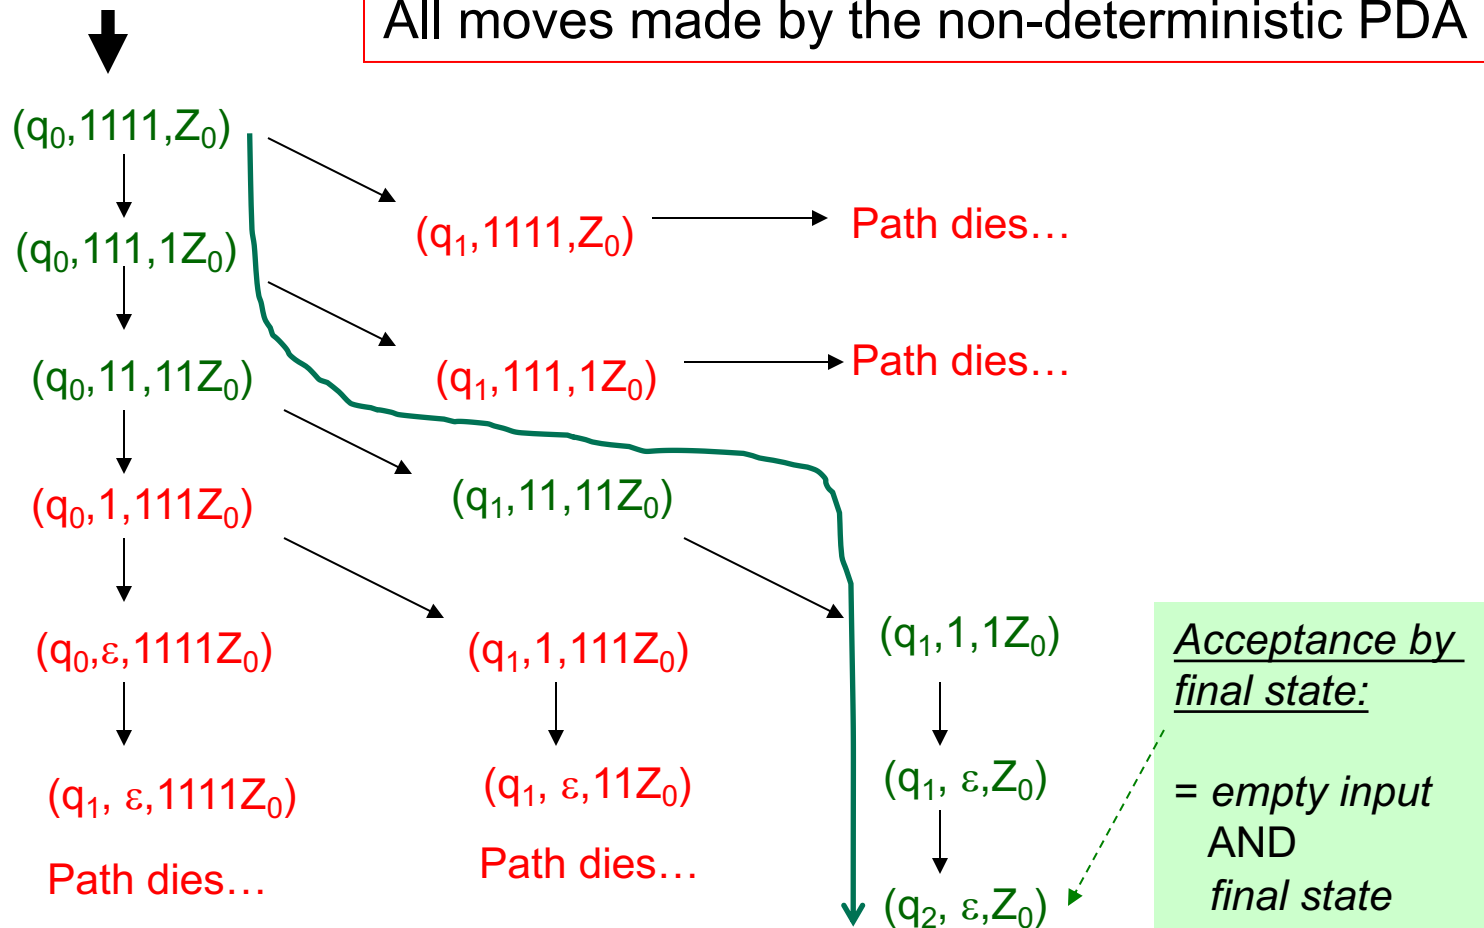 All moves made by the non-deterministic PDA
(q₀,1111,Z₀)
(q₁,1111,Z₀)
Path dies…
(q₀,111,1Z₀)
(q₁,111,1Z₀)
Path dies…
(q₀,11,11Z₀)
(q₁,11,11Z₀)
(q₀,1,111Z₀)
(q₀,ε,1111Z₀)
(q₁,1,111Z₀)
(q₁,1,1Z₀)
(q₁, ε,1111Z₀)
(q₁, ε,11Z₀)
(q₁, ε,Z₀)
Path dies…
Path dies…
(q₂, ε,Z₀)
Acceptance by
final state:
= empty input
AND
final state